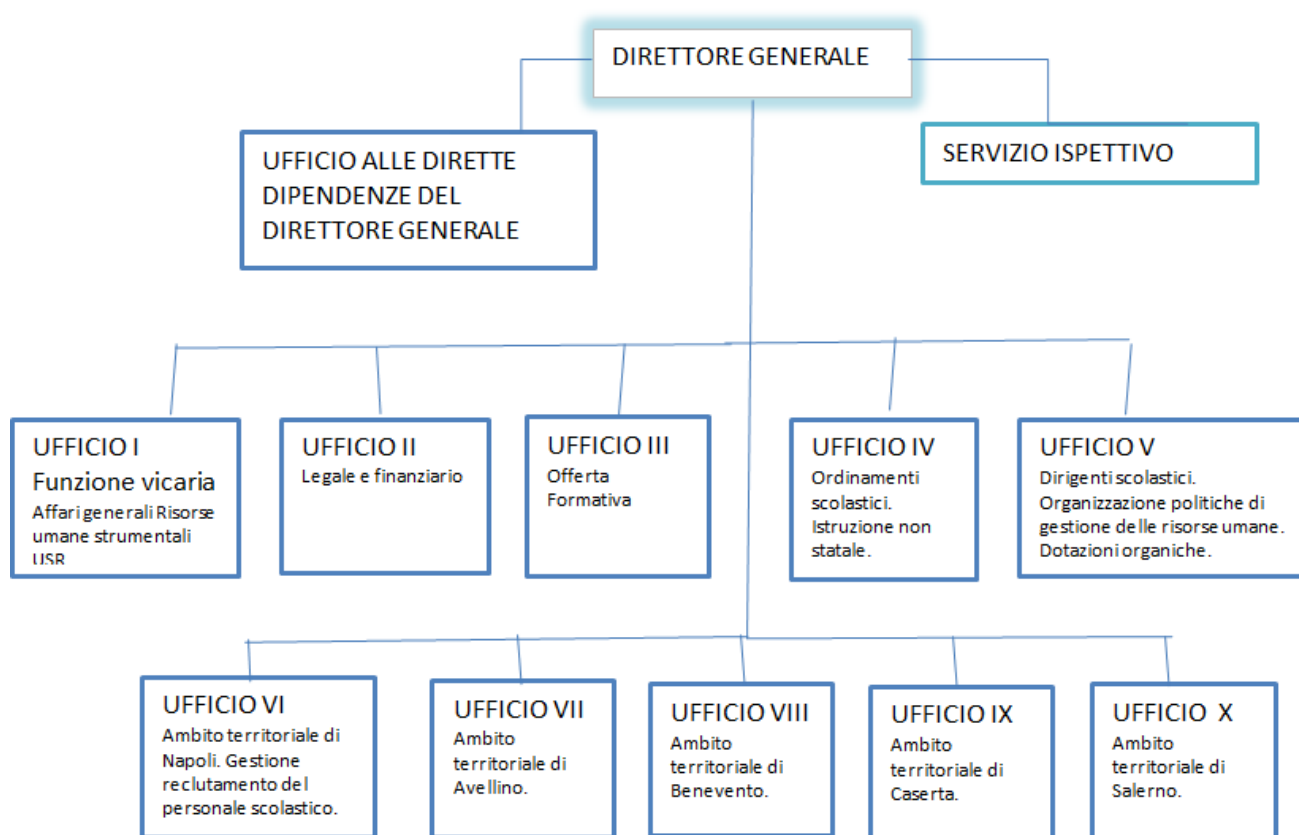 DIRETTORE GENERALE
UFFICIO ALLE DIRETTE
DIPENDENZE DEL
DIRETTORE GENERALE
SERVIZIO ISPETTIVO
UFFICIO I
Funzione vicaria
Affari generali Risorse
umane strumentali
USR
UFFICIO II
Legale e finanziario
UFFICIO III
Offerta
Formativa
UFFICIO IV
Ordinamenti
scolastici.
Istruzione non
statale.
UFFICIO V
Dirigenti scolastici.
Organizzazione politiche di
gestione delle risorse umane.
Dotazioni organiche.
UFFICIO VI
Ambito territoriale di
Napoli. Gestione
reclutamento del
personale scolastico.
UFFICIO VII
Ambito
territoriale di
Avellino.
UFFICIO VIII
Ambito
territoriale di
Benevento.
UFFICIO IX
Ambito
territoriale di
Caserta.
UFFICIO X
Ambito
territoriale di
Salerno.